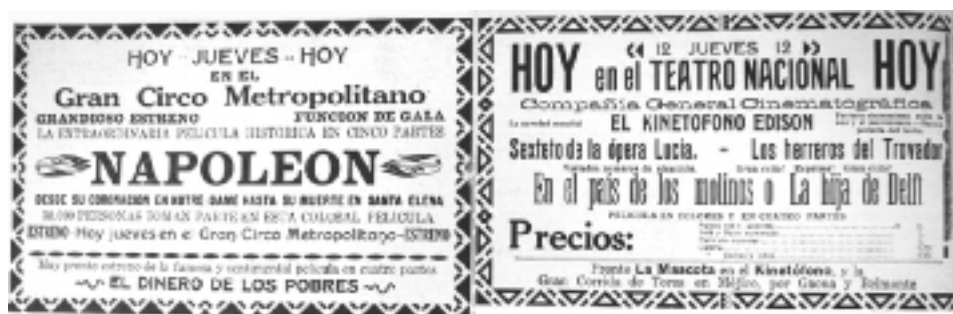 HOY - JUEVES - HOY
EN EL
Gran Circo Metropolitano
GRANDIOSO ESTRENO FUNCION DE GALA
LA EXTRAORDINARIA PELICULA HISTORICA EN CINCO PARTES
NAPOLEON
DESDE SU CORONACION EN NOTRE DAME HASTA SU MUERTE EN SANTA ELENA
PERSONAS TOMAN PARTE EN ESTA COLOSAL PELICULA
ESTRENO-Hoy jueves en el Gran Circo Metropolitano-ESTRENO
Muy pronto estreno de la famosa y sentimental pelicula en cuatro partes
EL DINERO DE LOS POBRES
HOY 12 JUEVES 12 HOY
en el TEATRO NACIONAL
Compañía General Cinematográfica
EL KINETOFONO EDISON
Sexteto de la ópera Lucía. - Los herreros del Trovador
En el país de los molinos o La hija de Delft
PELICULA EN COLORES Y EN CUATRO PARTES
Precios:
Pronto La Mascota en el Kinetófono, y la
Gran Corrida de Toros en Méjico, por Gaona y Belmonte